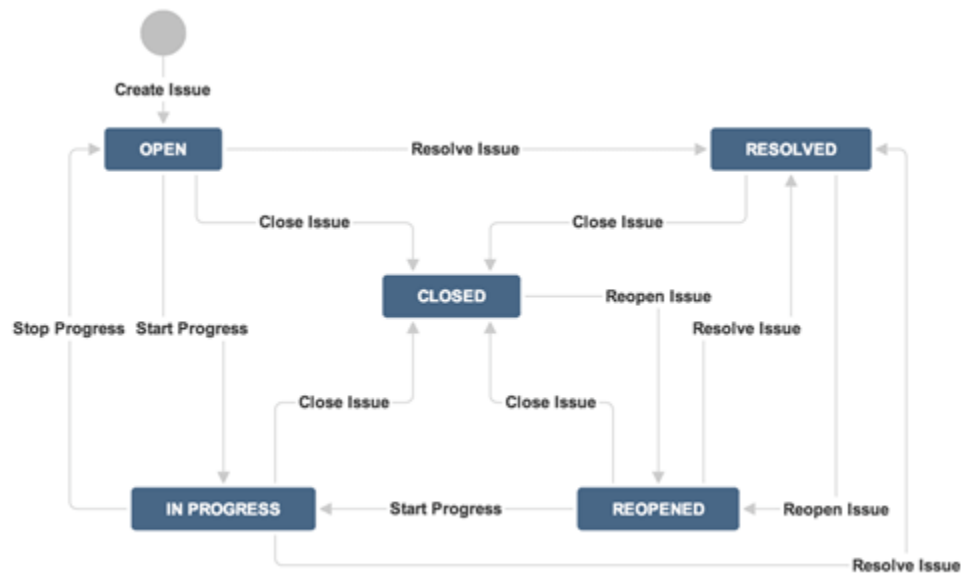 Create Issue
OPEN
Resolve Issue
RESOLVED
Close Issue
Close Issue
CLOSED
Reopen Issue
Stop Progress
Start Progress
Resolve Issue
Close Issue
Close Issue
IN PROGRESS
Start Progress
REOPENED
Reopen Issue
Resolve Issue